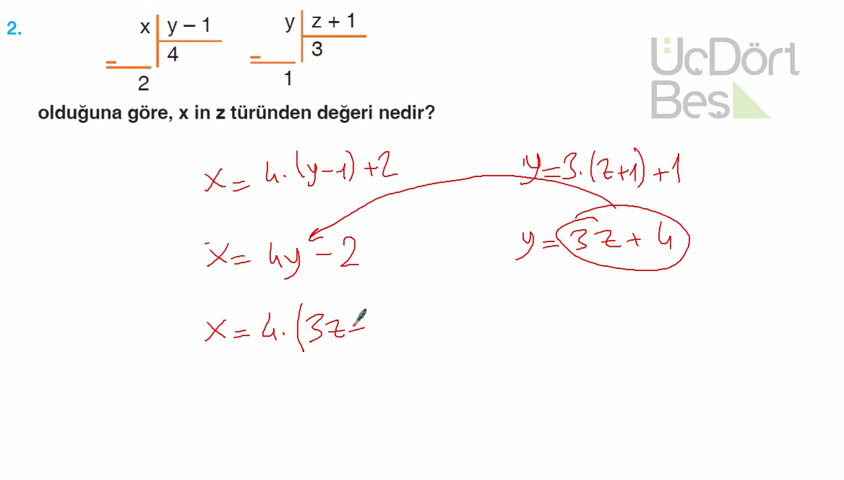 2.
x y – 1
4
2
y z + 1
3
1
ÜçDört
Beş
olduğuna göre, x in z türünden değeri nedir?
x = 4.(y-1)+2
y=3.(z+1)+1
x = 4y - 2
y = 3z + 4
x = 4.(3z